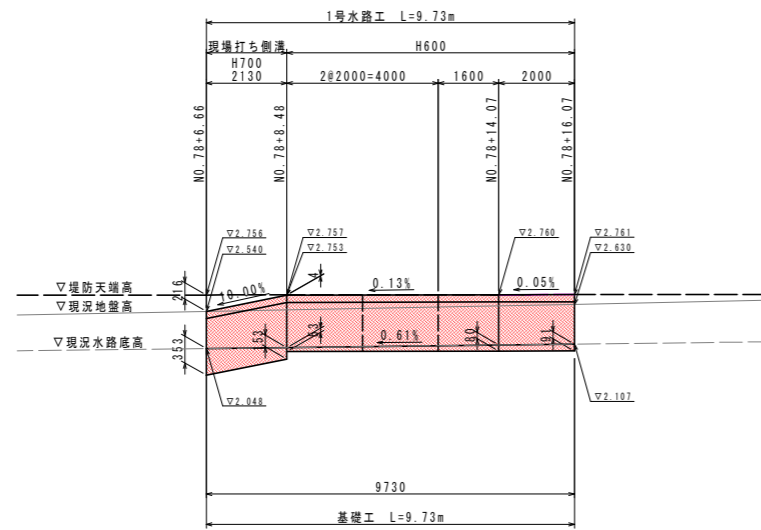 1号水路工 L=9.73m
現場打ち側溝
H600
H700
2130
2@2000=4000
1600
2000
NO.78+6.66
NO.78+8.48
NO.78+14.07
NO.78+16.07
▽2.756
▽2.540
▽2.757
▽2.753
▽2.760
▽2.761
▽2.630
▽堤防天端高
216
10.00%
4
0.13%
0.05%
▽現況地盤高
▽現況水路底高
353
153
53
0.61%
80
91
▽2.048
▽2.107
9730
基礎工 L=9.73m